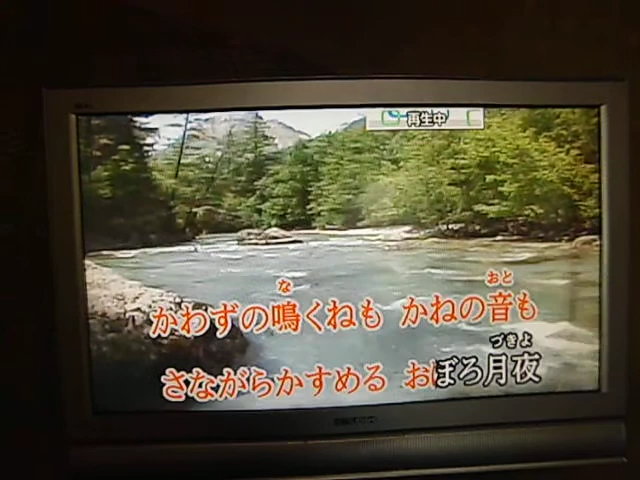 再生中
な おと
かわずの鳴くねも かねの音も
づきよ
さながらかすめる おぼろ月夜